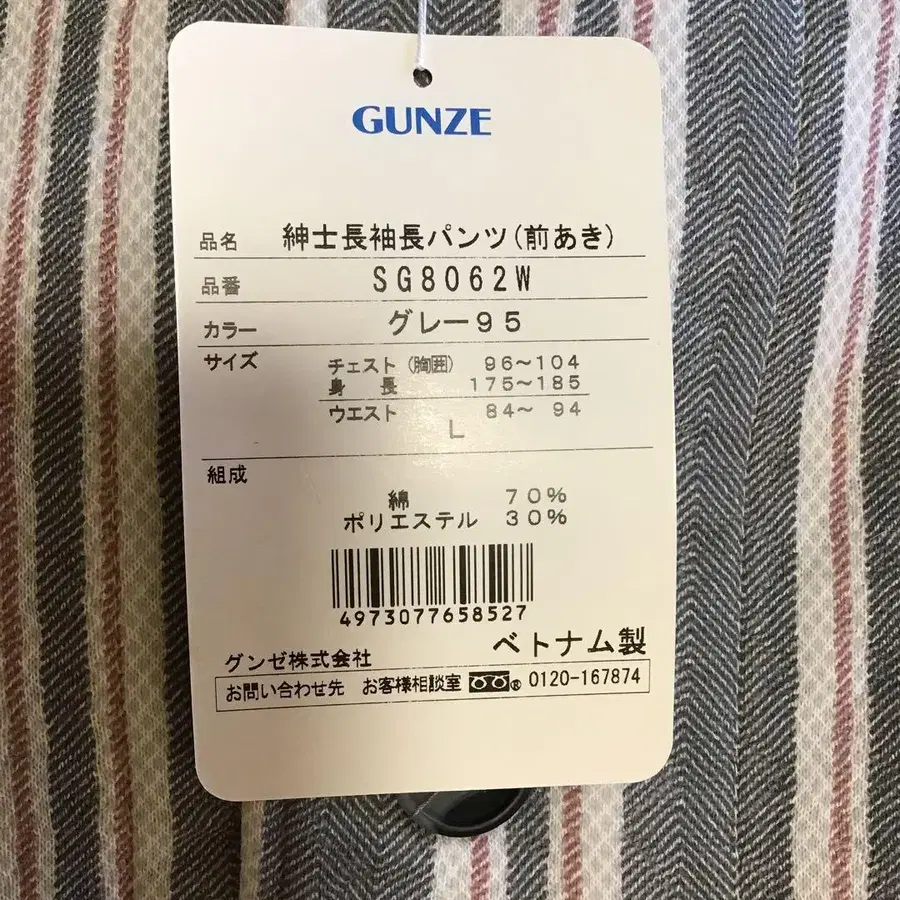 GUNZE
品名 紳士長袖長パンツ(前あき)
品番 SG8062W
カラー グレー95
サイズ チェスト(胸囲) 96～104
身長 175～185
ウエスト 84～94
L
組成
綿 70%
ポリエステル 30%
4973077658527
ベトナム製
グンゼ株式会社
お問い合わせ先 お客様相談室 0120-167874